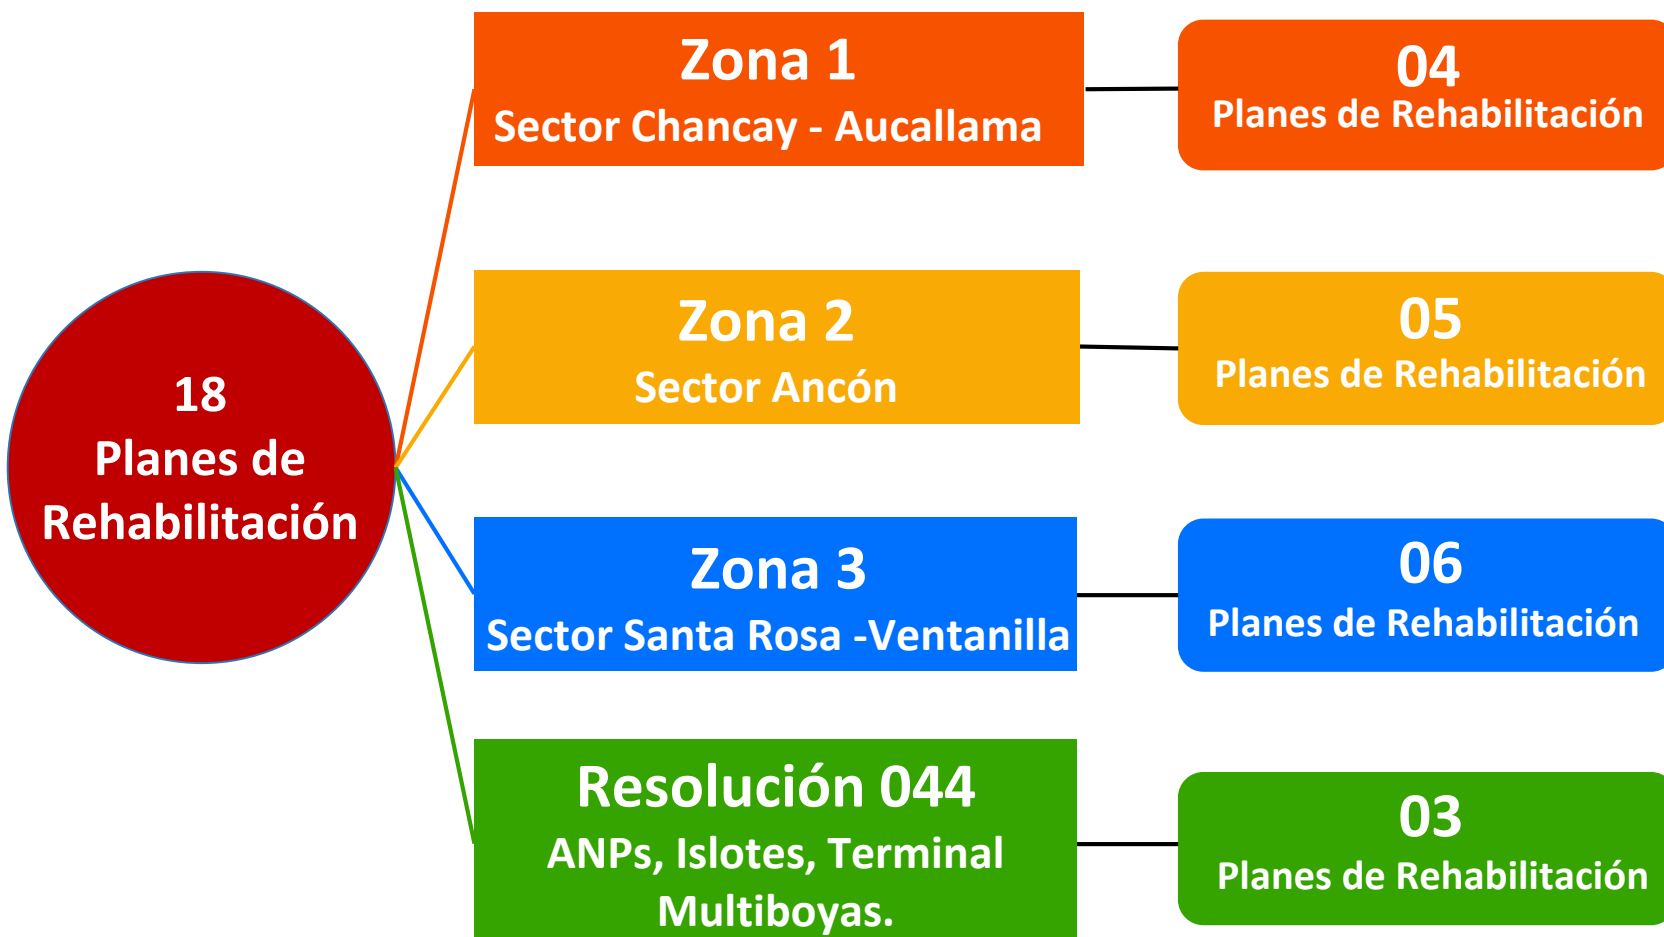 18
Planes de
Rehabilitación
Zona 1
Sector Chancay - Aucallama
04
Planes de Rehabilitación
Zona 2
Sector Ancón
05
Planes de Rehabilitación
Zona 3
Sector Santa Rosa -Ventanilla
06
Planes de Rehabilitación
Resolución 044
ANPs, Islotes, Terminal
Multiboyas.
03
Planes de Rehabilitación